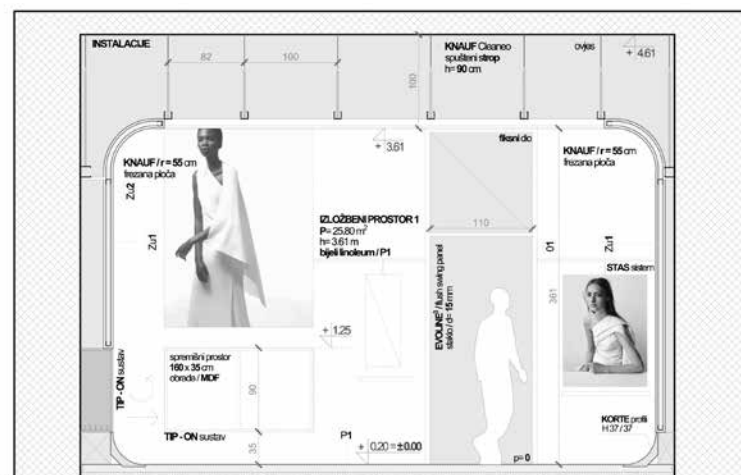 INSTALACIJE
82
100
100
KNAUF Cleaneo
spušteni strop
h= 90 cm
ovjes
+ 4.61
+ 3.61
fiksni dio
KNAUF / r = 55 cm
frezana ploča
KNAUF / r = 55 cm
frezana ploča
Zu2
Zu1
IZLOŽBENI PROSTOR 1
P= 25.80 m²
h= 3.61 m
bijeli linoleum / P1
110
01
361
Zu1
EVOLINE³ / flush swing panel
staklo / d= 15 mm
STAS sistem
+ 1.25
spremišni prostor
160 x 35 cm
obrada / MDF
90
TIP - ON sustav
TIP - ON sustav
35
P1
+ 0.20 = ±0.00
p= 0
KORTE profili
H 37 / 37